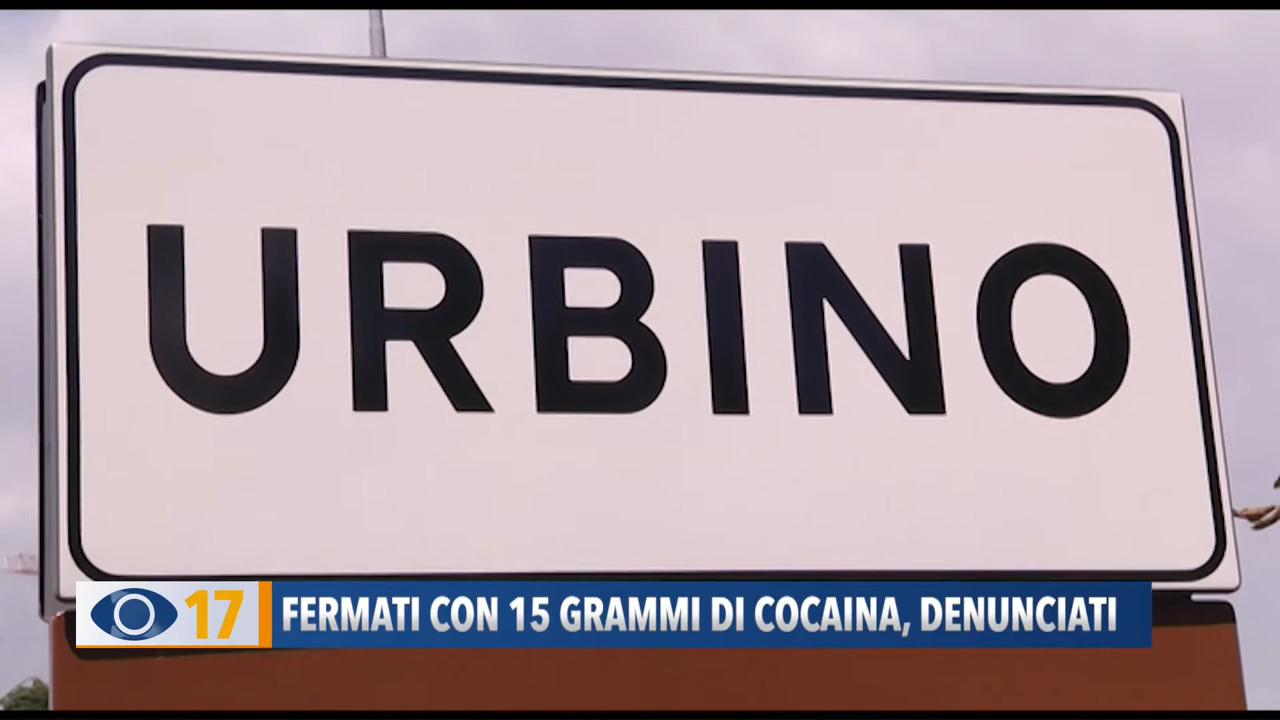 URBINO
17
FERMATI CON 15 GRAMMI DI COCAINA, DENUNCIATI